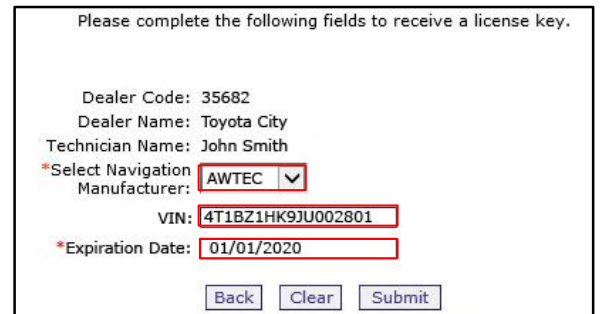 Please complete the following fields to receive a license key.
Dealer Code: 35682
Dealer Name: Toyota City
Technician Name: John Smith
*Select Navigation
Manufacturer: AWTEC
VIN: 4T1BZ1HK9JU002801
*Expiration Date: 01/01/2020
Back Clear Submit